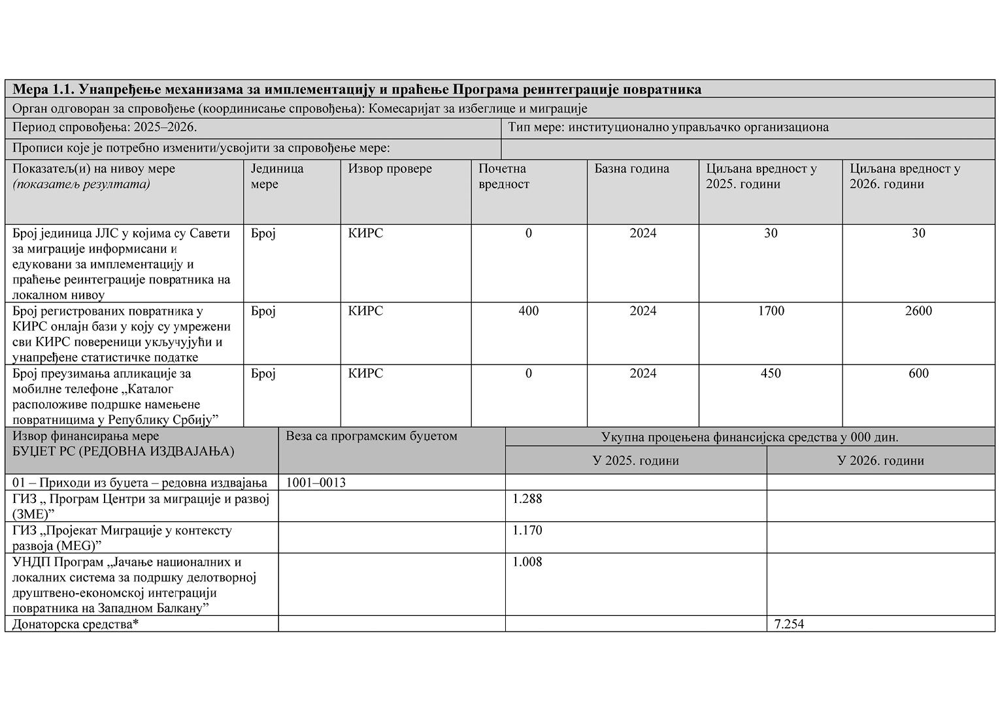 Мера 1.1. Унапређење механизама за имплементацију и праћење Програма реинтеграције повратника
Орган одговоран за спровођење (координисање спровођења): Комесаријат за избеглице и миграције
Период спровођења: 2025–2026.
Тип мере: институционално управљачко организациона
Прописи које је потребно изменити/усвојити за спровођење мере:
Показатељ(и) на нивоу мере
(показатељ резултата)
Јединица
мере
Извор провере
Почетна
вредност
Базна година
Циљана вредност у
2025. години
Циљана вредност у
2026. години
Број јединица ЈЛС у којима су Савети
за миграције информисани и
едуковани за имплементацију и
праћење реинтеграције повратника на
локалном нивоу
Број
КИРС
0
2024
30
30
Број регистрованих повратника у
КИРС онлајн бази у коју су умрежени
сви КИРС повереници укључујући и
унапређене статистичке податке
Број
КИРС
400
2024
1700
2600
Број преузимања апликације за
мобилне телефоне „Каталог
расположиве подршке намењене
повратницима у Републику Србију”
Број
КИРС
0
2024
450
600
Извор финансирања мере
БУЏЕТ РС (РЕДОВНА ИЗДВАЈАЊА)
Веза са програмским буџетом
Укупна процењена финансијска средства у 000 дин.
У 2025. години
У 2026. години
01 – Приходи из буџета – редовна издвајања
1001–0013
ГИЗ „ Програм Центри за миграције и развој
(ЗМЕ)”
1.288
ГИЗ „Пројекат Миграције у контексту
развоја (MEG)”
1.170
УНДП Програм „Јачање националних и
локалних система за подршку делотворној
друштвено-економској интеграцији
повратника на Западном Балкану”
1.008
Донаторска средства*
7.254